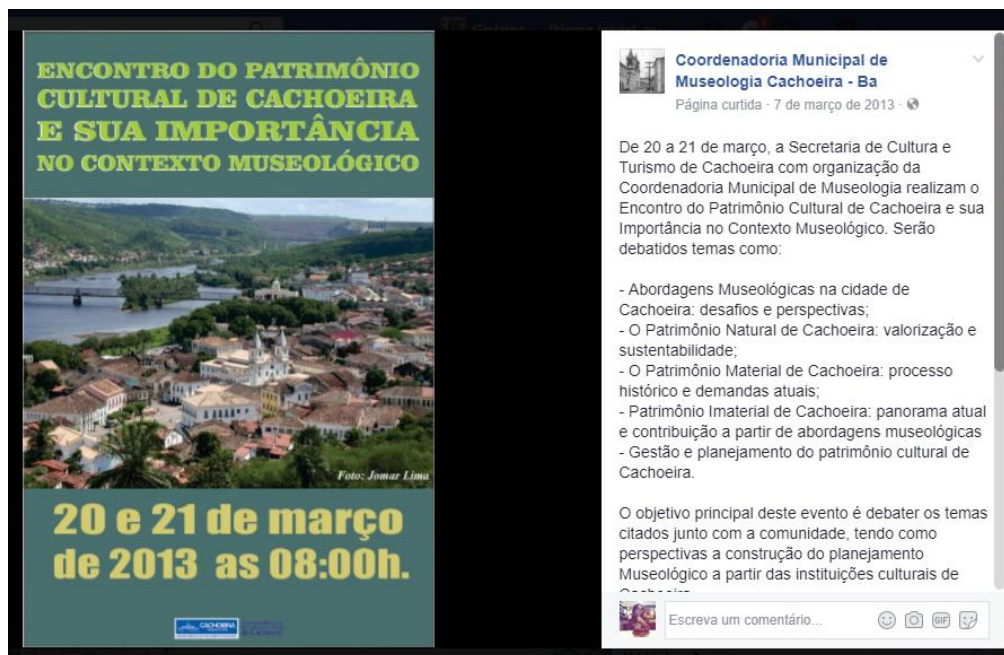 ENCONTRO DO PATRIMÔNIO
CULTURAL DE CACHOEIRA
E SUA IMPORTÂNCIA
NO CONTEXTO MUSEOLÓGICO
Foto: Jomar Lima
20 e 21 de março
de 2013 as 08:00h.
CACHOEIRA
Coordenadoria Municipal de
Museologia Cachoeira - Ba
Página curtida · 7 de março de 2013 ·
De 20 a 21 de março, a Secretaria de Cultura e
Turismo de Cachoeira com organização da
Coordenadoria Municipal de Museologia realizam o
Encontro do Patrimônio Cultural de Cachoeira e sua
Importância no Contexto Museológico. Serão
debatidos temas como:
- Abordagens Museológicas na cidade de
Cachoeira: desafios e perspectivas;
- O Patrimônio Natural de Cachoeira: valorização e
sustentabilidade;
- O Patrimônio Material de Cachoeira: processo
histórico e demandas atuais;
- Patrimônio Imaterial de Cachoeira: panorama atual
e contribuição a partir de abordagens museológicas
- Gestão e planejamento do patrimônio cultural de
Cachoeira.
O objetivo principal deste evento é debater os temas
citados junto com a comunidade, tendo como
perspectivas a construção do planejamento
Museológico a partir das instituições culturais de
Escreva um comentário...
GIF